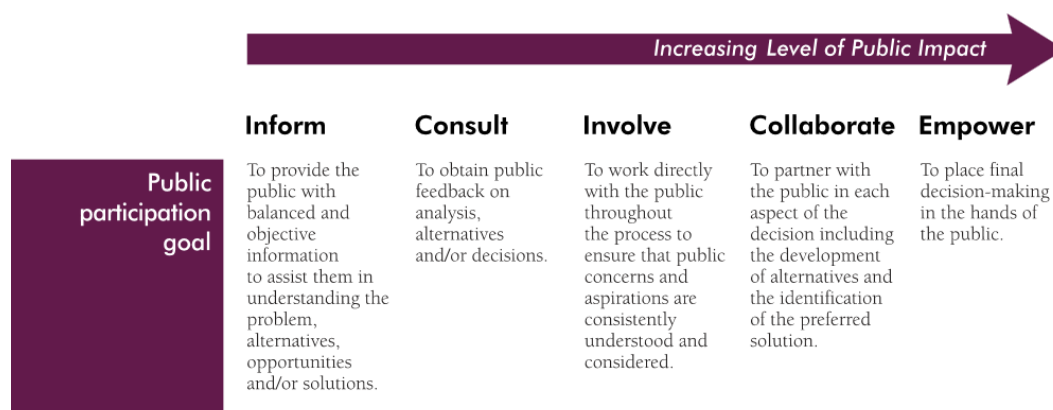 Increasing Level of Public Impact
Inform
Consult
Involve
Collaborate
Empower
Public
participation
goal
To provide the
public with
balanced and
objective
information
to assist them in
understanding the
problem,
alternatives,
opportunities
and/or solutions.
To obtain public
feedback on
analysis,
alternatives
and/or decisions.
To work directly
with the public
throughout
the process to
ensure that public
concerns and
aspirations are
consistently
understood and
considered.
To partner with
the public in each
aspect of the
decision including
the development
of alternatives and
the identification
of the preferred
solution.
To place final
decision-making
in the hands of
the public.